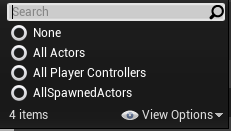 Search
None
All Actors
All Player Controllers
AllSpawnedActors
4 items View Options